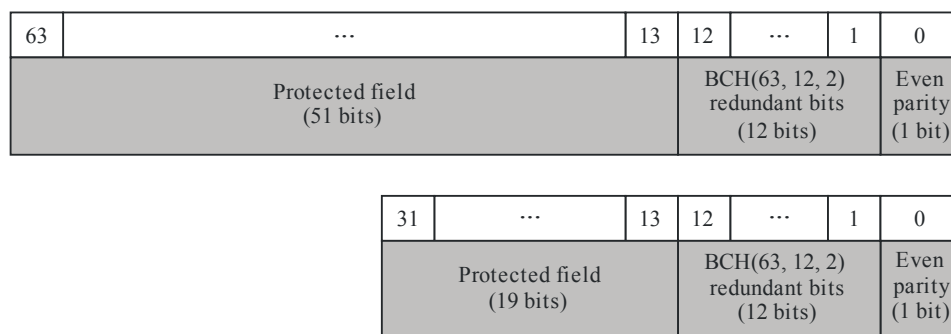 63 ... 13 12 ... 1 0
Protected field BCH(63, 12, 2) Even
(51 bits) redundant bits parity
(12 bits) (1 bit)
31 ... 13 12 ... 1 0
Protected field BCH(63, 12, 2) Even
(19 bits) redundant bits parity
(12 bits) (1 bit)